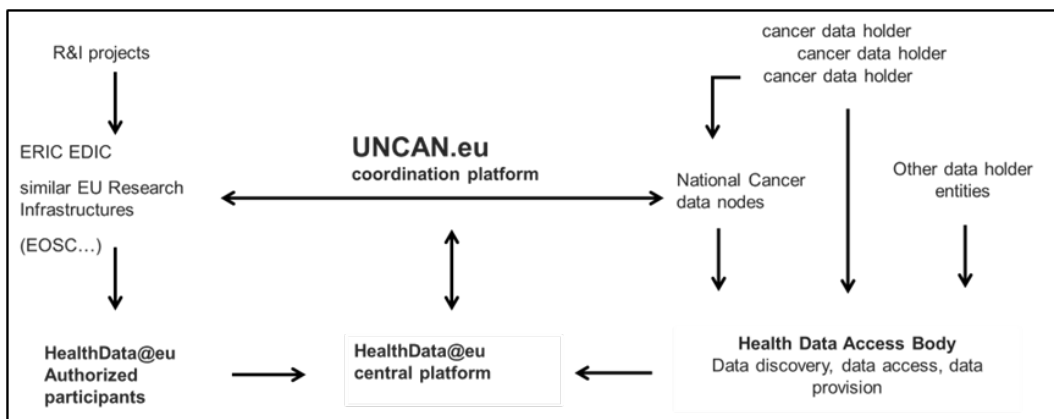 R&I projects
ERIC EDIC
similar EU Research
Infrastructures
(EOSC...)
HealthData@eu
Authorized
participants
UNCAN.eu
coordination platform
HealthData@eu
central platform
cancer data holder
cancer data holder
cancer data holder
National Cancer
data nodes
Other data holder
entities
Health Data Access Body
Data discovery, data access, data
provision